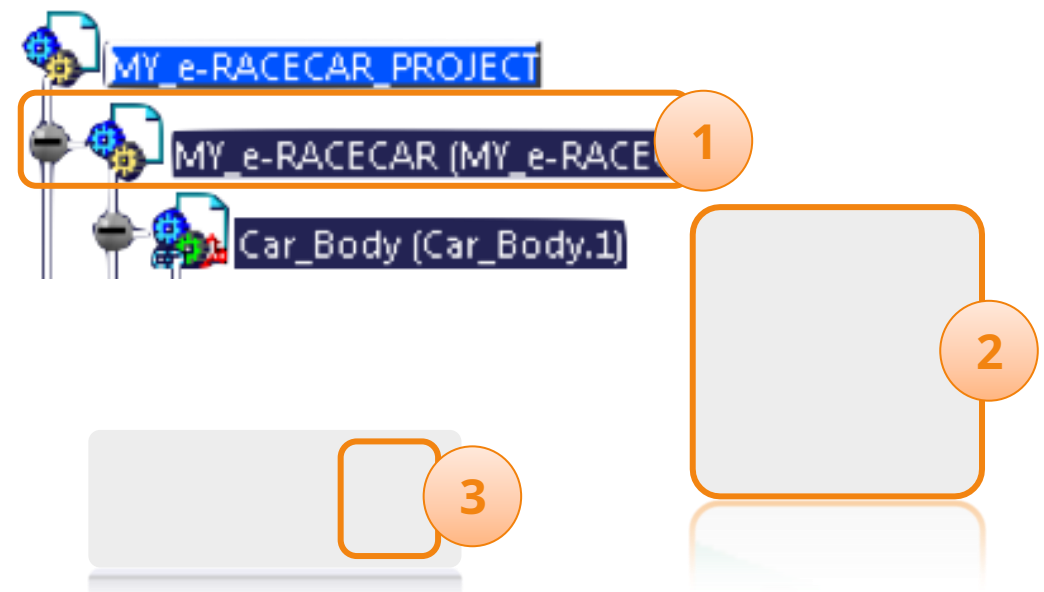 MY_e-RACECAR_PROJECT
MY_e-RACECAR (MY_e-RACE
1
Car_Body (Car_Body.1)
2
3